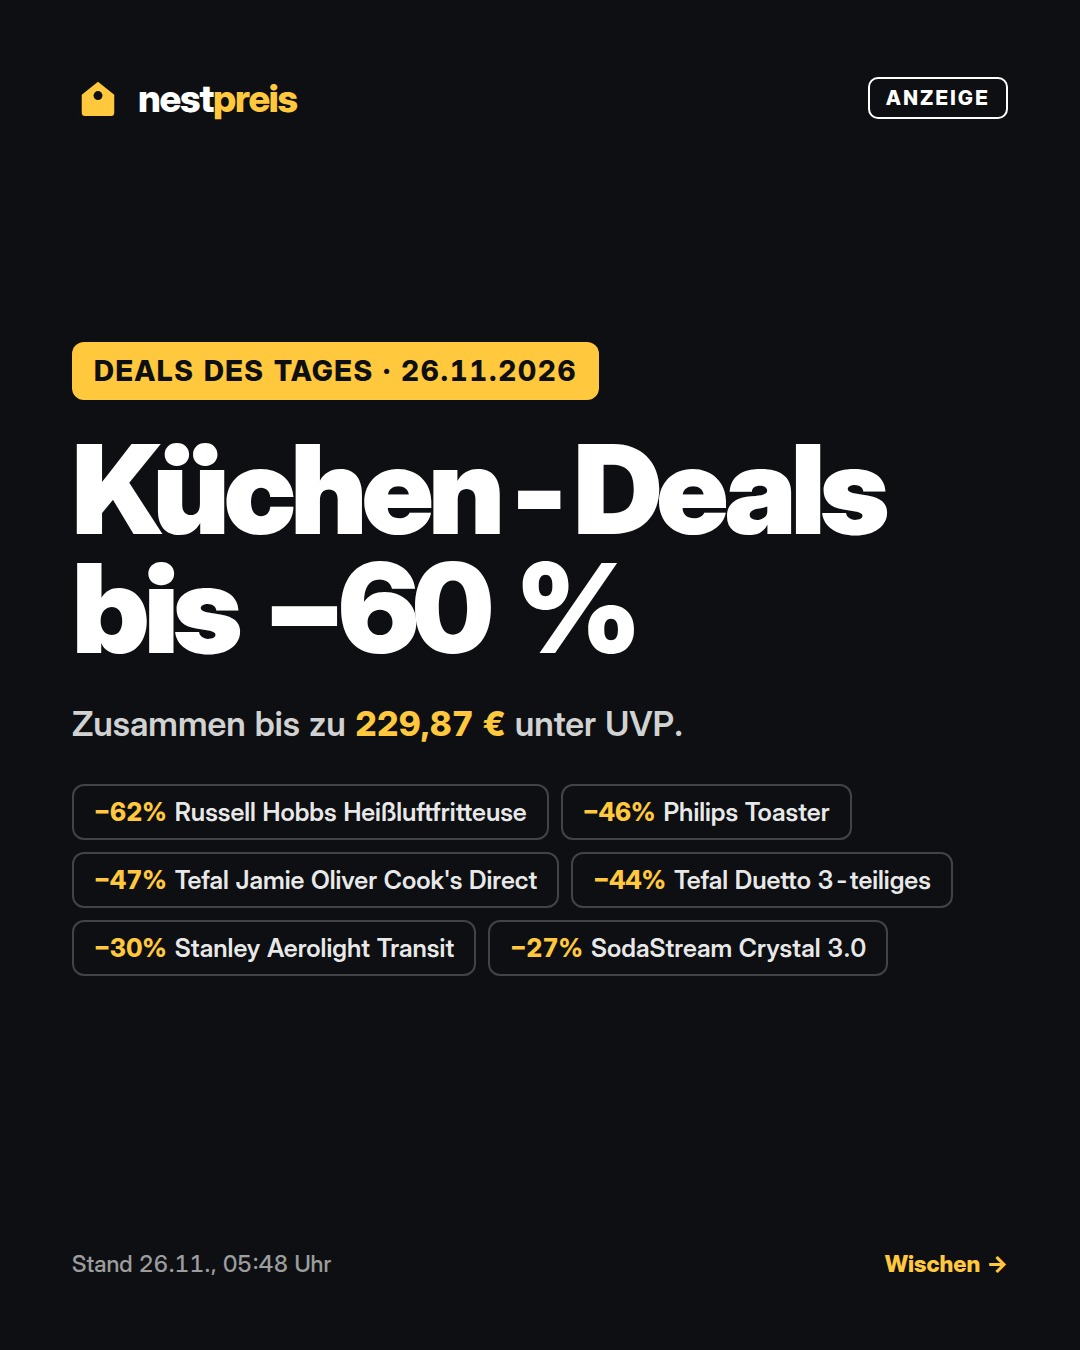 nestpreis
ANZEIGE
DEALS DES TAGES · 26.11.2026
Küchen-Deals
bis –60 %
Zusammen bis zu 229,87 € unter UVP.
–62% Russell Hobbs Heißluftfritteuse
–46% Philips Toaster
–47% Tefal Jamie Oliver Cook's Direct
–44% Tefal Duetto 3-teiliges
–30% Stanley Aerolight Transit
–27% SodaStream Crystal 3.0
Stand 26.11., 05:48 Uhr
Wischen →